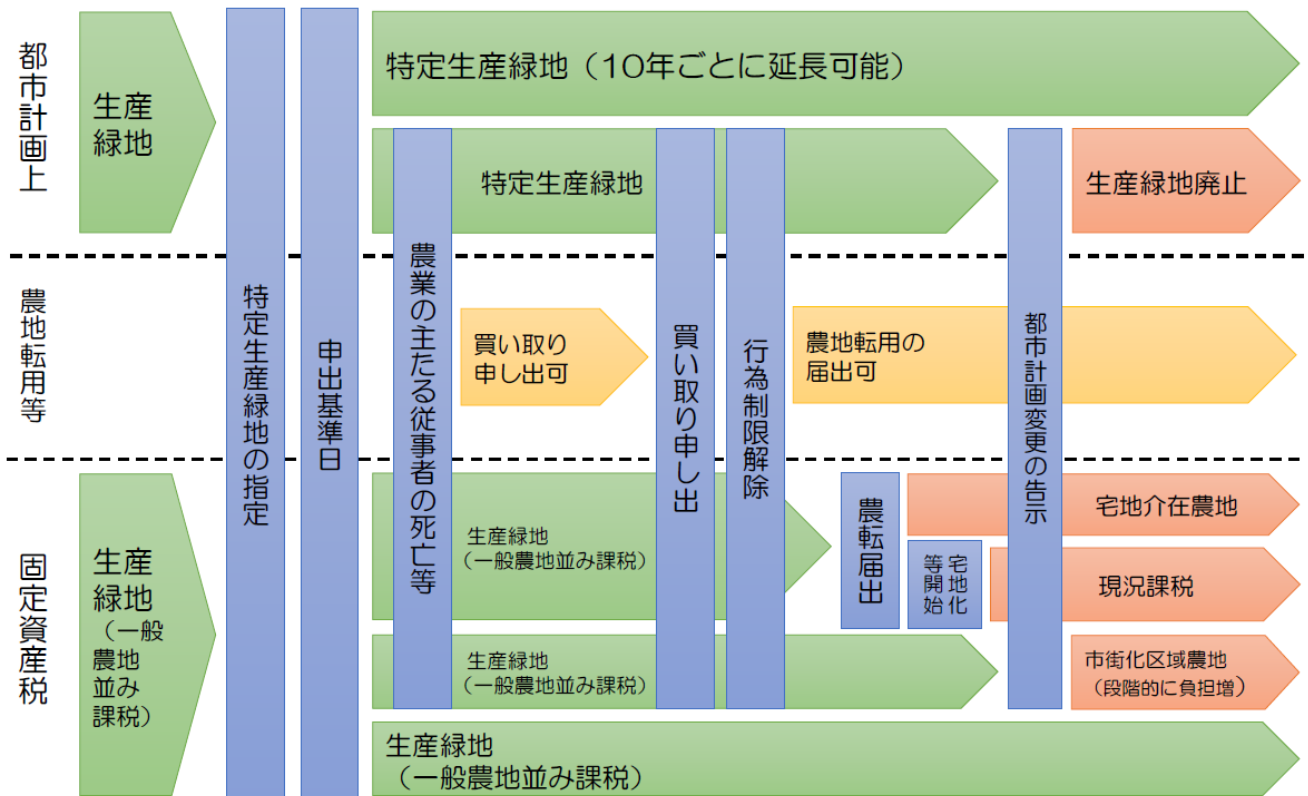 都市計画上
生産
緑地
特定生産緑地の指定
申出基準日
特定生産緑地（10年ごとに延長可能）
農業の主たる従事者の死亡等
特定生産緑地
買い取り申し出
行為制限解除
都市計画変更の告示
生産緑地廃止
農地転用等
買い取り
申し出可
農地転用の
届出可
固定資産税
生産
緑地
（一般
農地
並み
課税）
生産緑地
（一般農地並み課税）
農転届出
宅地化
等開始
宅地介在農地
現況課税
生産緑地
（一般農地並み課税）
市街化区域農地
（段階的に負担増）
生産緑地
（一般農地並み課税）